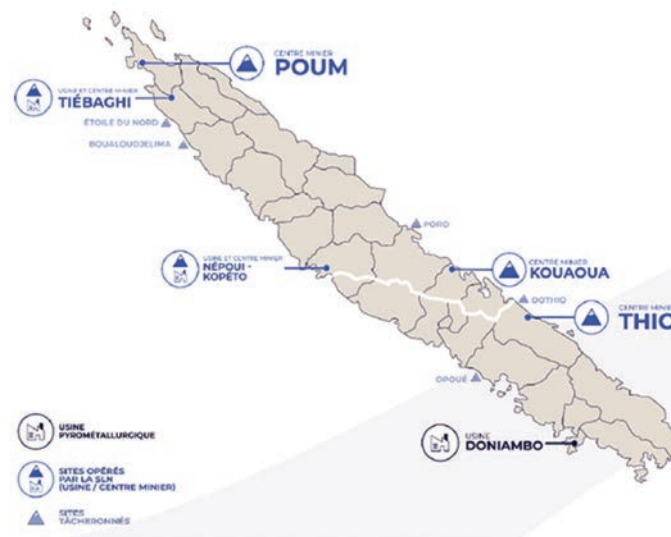 CENTRE MINIER
POUM
USINE ET CENTRE MINIER
TIÉBAGHI
ÉTOILE DU NORD
BOUALOUDJELIMA
PORO
USINE ET CENTRE MINIER
NÉPOUI -
KOPÉTO
CENTRE MINIER
KOUAOUA
DOTHIO
CENTRE MINIE
THIO
OPOUÉ
USINE
PYROMÉTALLURGIQUE
USINE
DONIAMBO
SITES OPÉRÉS
PAR LA SLN
(USINE / CENTRE MINIER)
SITES
TÂCHERONNÉS